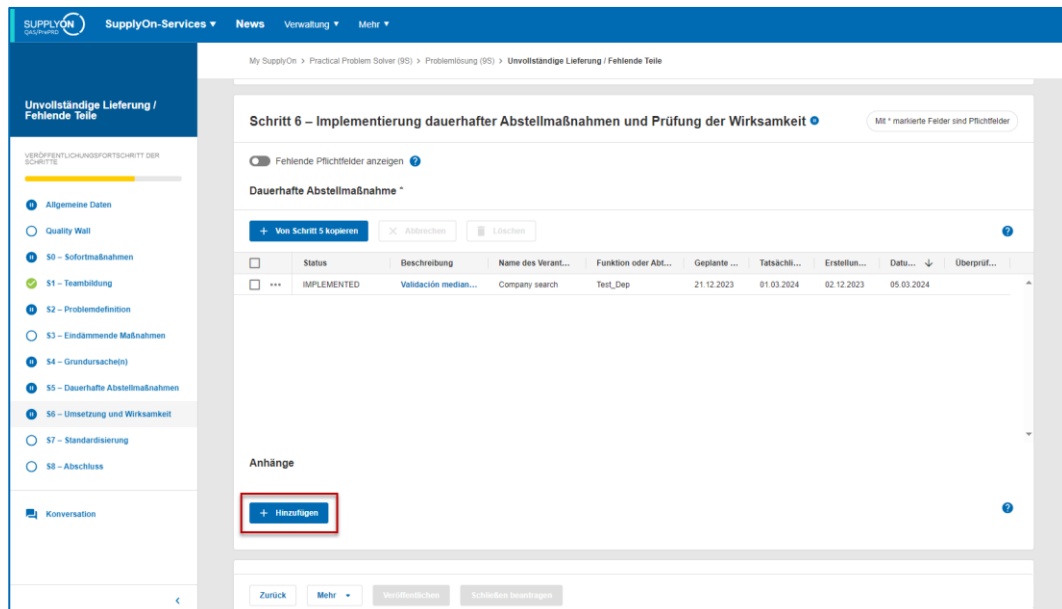 SUPPLYON
QAS/PrePRD
SupplyOn-Services
News
Verwaltung
Mehr
My SupplyOn > Practical Problem Solver (9S) > Problemlösung (9S) > Unvollständige Lieferung / Fehlende Teile
Unvollständige Lieferung /
Fehlende Teile
VERÖFFENTLICHUNGSFORTSCHRITT DER
SCHRITTE
Allgemeine Daten
Quality Wall
S0 – Sofortmaßnahmen
S1 – Teambildung
S2 – Problemdefinition
S3 – Eindämmende Maßnahmen
S4 – Grundursache(n)
S5 – Dauerhafte Abstellmaßnahmen
S6 – Umsetzung und Wirksamkeit
S7 – Standardisierung
S8 – Abschluss
Konversation
Schritt 6 – Implementierung dauerhafter Abstellmaßnahmen und Prüfung der Wirksamkeit
Mit * markierte Felder sind Pflichtfelder
Fehlende Pflichtfelder anzeigen
Dauerhafte Abstellmaßnahme *
+ Von Schritt 5 kopieren
Abbrechen
Löschen
Status Beschreibung Name des Verant... Funktion oder Abt... Geplante ... Tatsächli... Erstellun... Datu... Überprüf...
IMPLEMENTED Validación median... Company search Test_Dep 21.12.2023 01.03.2024 02.12.2023 05.03.2024
Anhänge
+ Hinzufügen
Zurück
Mehr
Veröffentlichen
Schließen beantragen